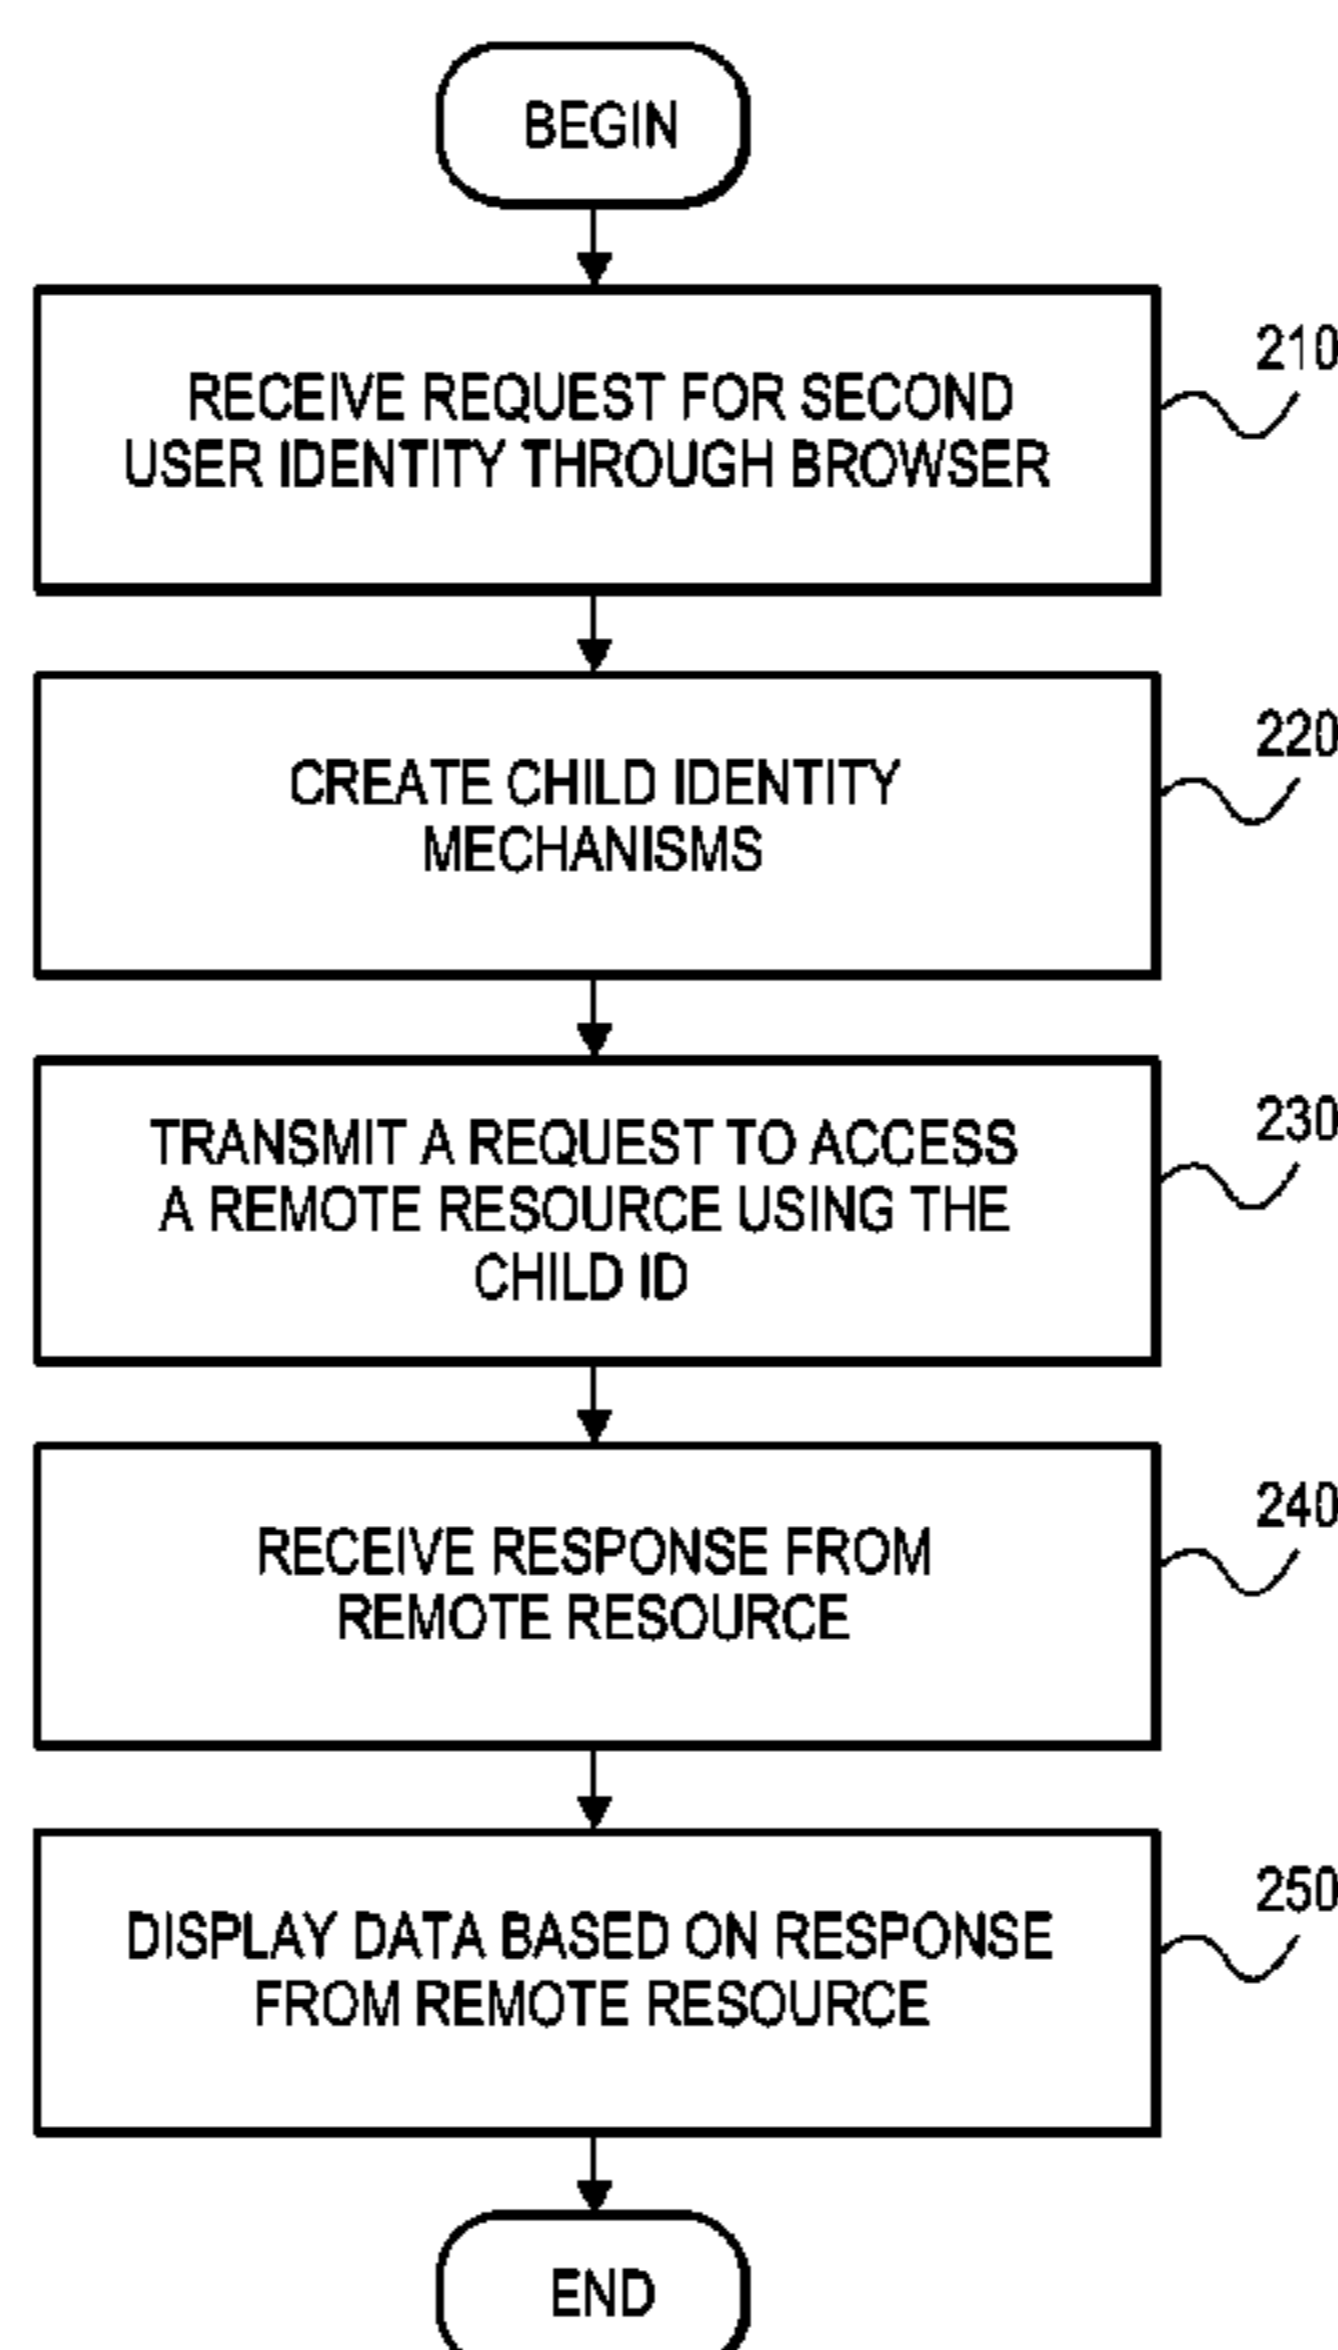 BEGIN
RECEIVE REQUEST FOR SECOND
USER IDENTITY THROUGH BROWSER
210
CREATE CHILD IDENTITY
MECHANISMS
220
TRANSMIT A REQUEST TO ACCESS
A REMOTE RESOURCE USING THE
CHILD ID
230
RECEIVE RESPONSE FROM
REMOTE RESOURCE
240
DISPLAY DATA BASED ON RESPONSE
FROM REMOTE RESOURCE
250
END